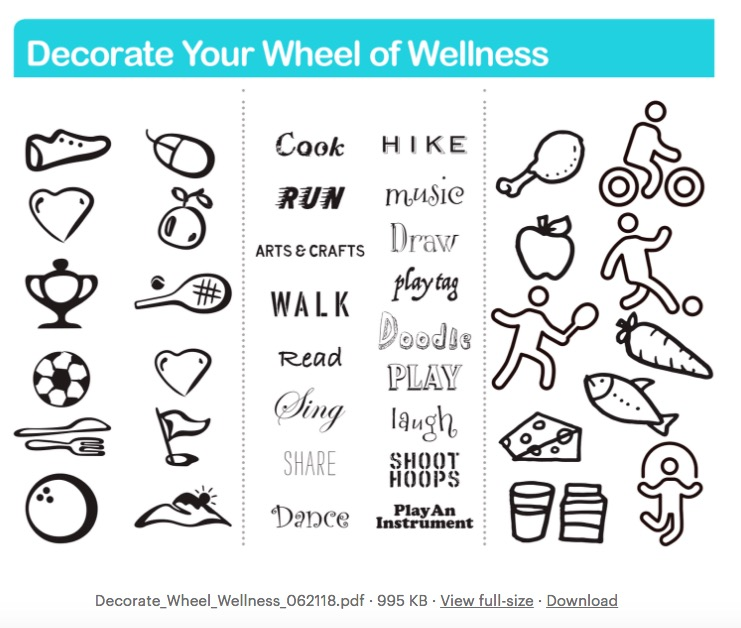 Decorate Your Wheel of Wellness
Cook
RUN
ARTS & CRAFTS
WALK
Read
Sing
SHARE
Dance
HIKE
music
Draw
play tag
Doodle
PLAY
laugh
SHOOT
HOOPS
Play An
Instrument
Decorate_Wheel_Wellness_062118.pdf · 995 KB · View full-size · Download